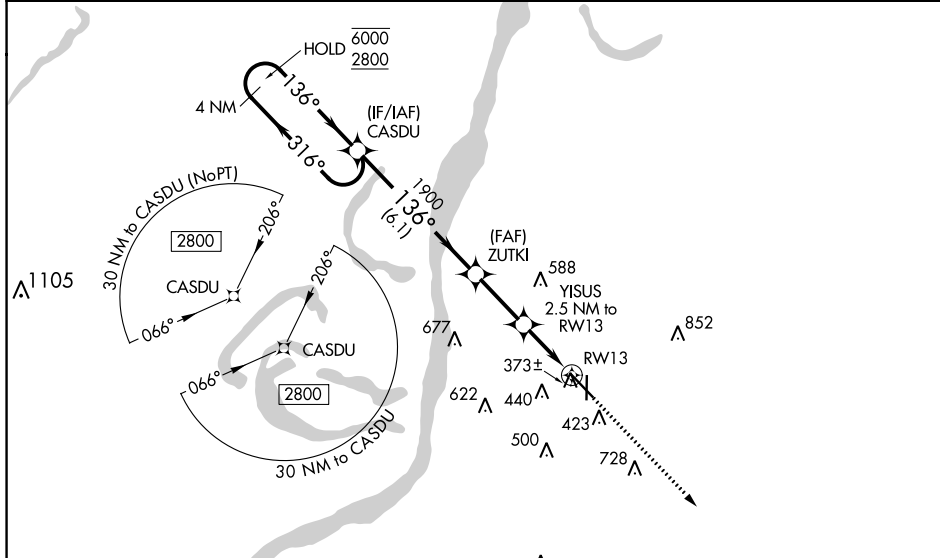 HOLD 6000
2800
4 NM
136°
316°
(IF/IAF)
CASDU
1900
136°
(6.1)
(FAF)
ZUTKI
588
YISUS
2.5 NM to
RW13
RW13
852
677
373±
622
440
423
500
728
1105
30 NM to CASDU (NoPT)
206°
2800
CASDU
066°
206°
CASDU
066°
2800
30 NM to CASDU